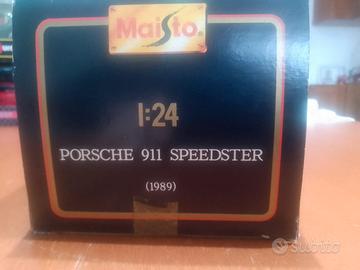 Maisto
1:24
PORSCHE 911 SPEEDSTER
(1989)
subito